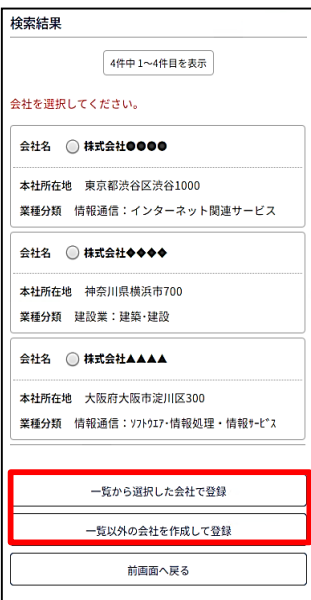 検索結果
4件中 1～4件目を表示
会社を選択してください。
会社名 株式会社●●●●
本社所在地 東京都渋谷区渋谷1000
業種分類 情報通信：インターネット関連サービス
会社名 株式会社◆◆◆◆
本社所在地 神奈川県横浜市700
業種分類 建設業：建築･建設
会社名 株式会社▲▲▲▲
本社所在地 大阪府大阪市淀川区300
業種分類 情報通信：ｿﾌﾄｳｴｱ･情報処理・情報ｻｰﾋﾞｽ
一覧から選択した会社で登録
一覧以外の会社を作成して登録
前画面へ戻る